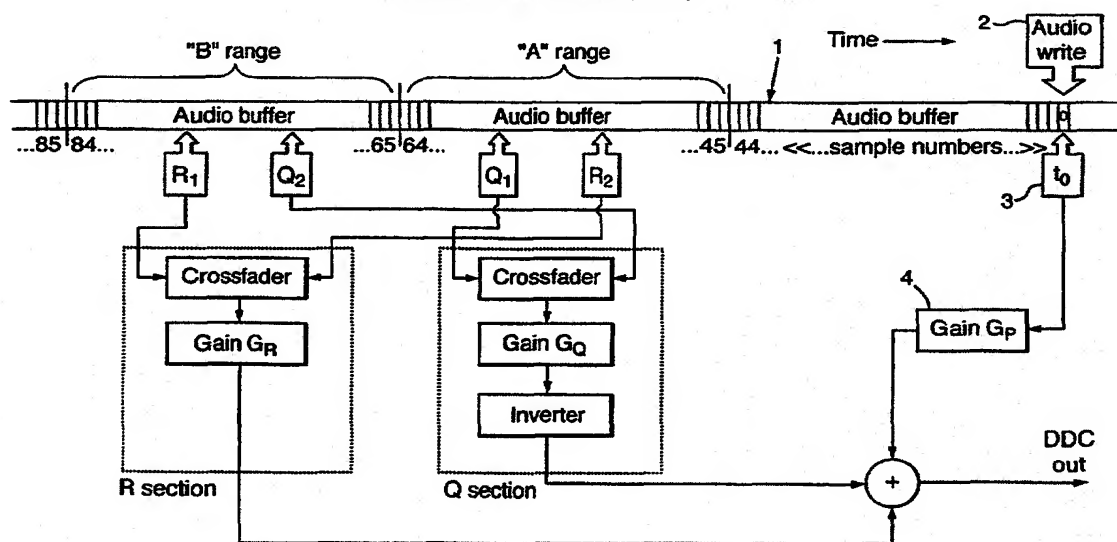 "B" range
"A" range
1
Time
2
Audio
write
Audio buffer
Audio buffer
Audio buffer
0
...85 84...
...65 64...
...45 44...
<<...sample numbers...>>
R1
Q2
Q1
R2
t0
3
Crossfader
Crossfader
4
Gain GR
Gain GQ
Gain GP
Inverter
DDC
out
R section
Q section
+